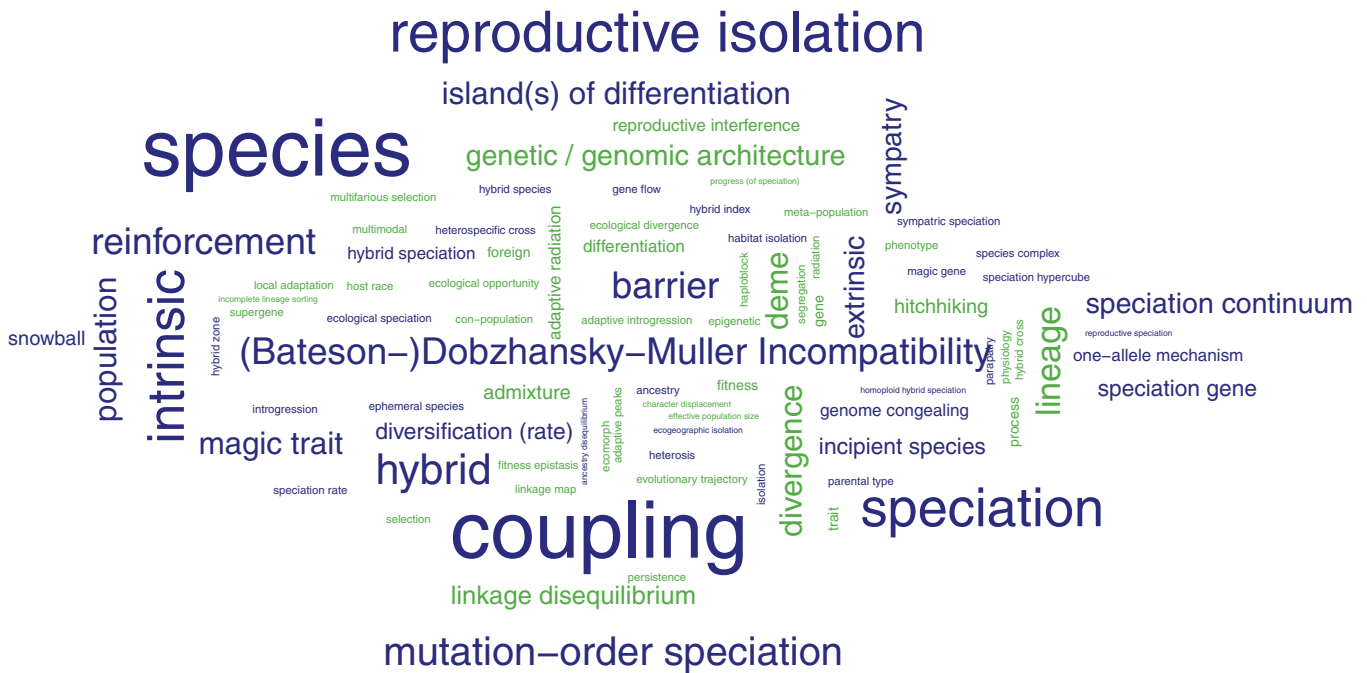 reproductive isolation
island(s) of differentiation
reproductive interference
species
genetic / genomic architecture
sympatry
progress (of speciation)
hybrid species
gene flow
multifarious selection
hybrid index
meta−population
sympatric speciation
multimodal
heterospecific cross
adaptive radiation
ecological divergence
habitat isolation
radiation
reinforcement
hybrid speciation
foreign
differentiation
extrinsic
phenotype
species complex
magic gene
speciation hypercube
local adaptation
host race
ecological opportunity
barrier
haploblock
deme
segregation
gene
incomplete lineage sorting
supergene
hitchhiking
speciation continuum
population
intrinsic
ecological speciation
con−population
adaptive introgression
epigenetic
snowball
hybrid zone
(Bateson−)Dobzhansky−Muller Incompatibility
parapatry
physiology
hybrid cross
lineage
reproductive speciation
one−allele mechanism
admixture
ancestry
fitness
homoploid hybrid speciation
speciation gene
introgression
ephemeral species
ancestry disequilibrium
adaptive peaks
character displacement
effective population size
divergence
genome congealing
process
magic trait
diversification (rate)
ecomorph
ecogeographic isolation
incipient species
hybrid
fitness epistasis
heterosis
speciation rate
linkage map
evolutionary trajectory
isolation
parental type
selection
coupling
trait
speciation
persistence
linkage disequilibrium
mutation−order speciation